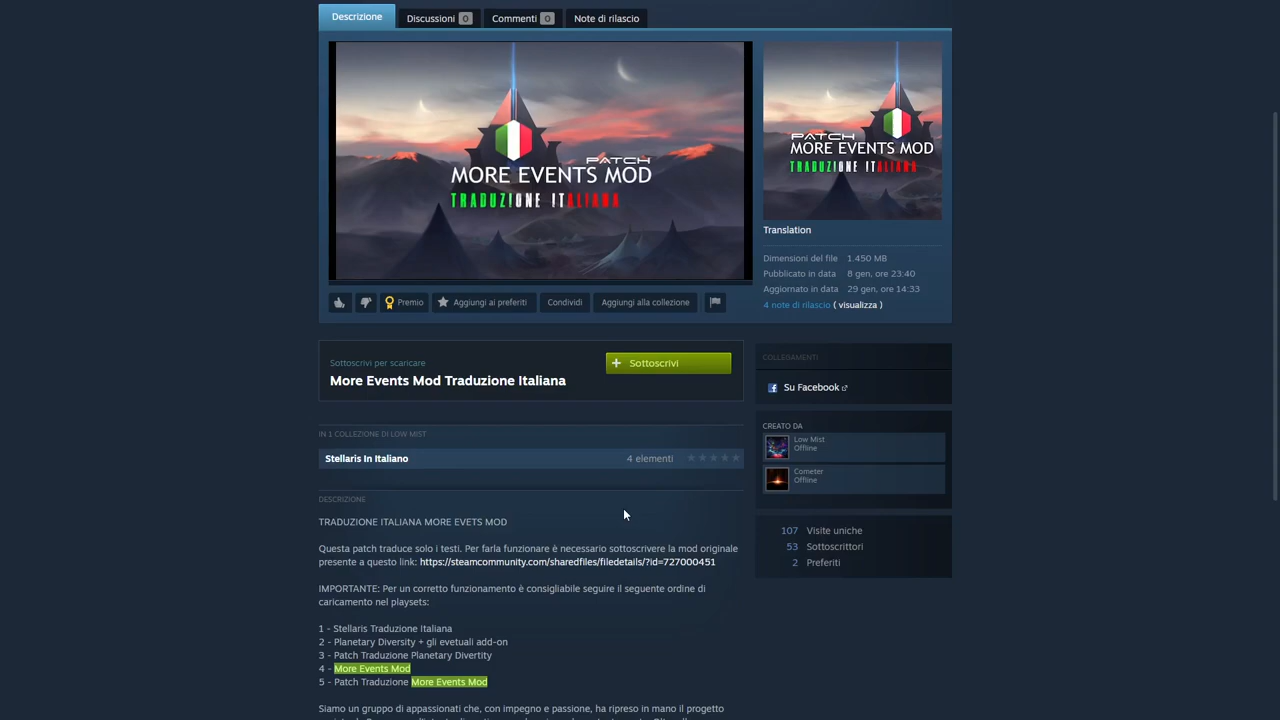 Descrizione
Discussioni 0
Commenti 0
Note di rilascio
PATCH
MORE EVENTS MOD
TRADUZIONE ITALIANA
PATCH
MORE EVENTS MOD
TRADUZIONE ITALIANA
Translation
Dimensioni del file 1.450 MB
Pubblicato in data 8 gen, ore 23:40
Aggiornato in data 29 gen, ore 14:33
4 note di rilascio ( visualizza )
Premio
Aggiungi ai preferiti
Condividi
Aggiungi alla collezione
Sottoscrivi per scaricare
More Events Mod Traduzione Italiana
Sottoscrivi
COLLEGAMENTI
Su Facebook
CREATO DA
Low Mist
Offline
Cometer
Offline
107 Visite uniche
53 Sottoscrittori
2 Preferiti
IN 1 COLLEZIONE DI LOW MIST
Stellaris In Italiano 4 elementi
DESCRIZIONE
TRADUZIONE ITALIANA MORE EVETS MOD
Questa patch traduce solo i testi. Per farla funzionare è necessario sottoscrivere la mod originale
presente a questo link: https://steamcommunity.com/sharedfiles/filedetails/?id=727000451
IMPORTANTE: Per un corretto funzionamento è consigliabile seguire il seguente ordine di
caricamento nel playsets:
1 - Stellaris Traduzione Italiana
2 - Planetary Diversity + gli evetuali add-on
3 - Patch Traduzione Planetary Divertity
4 - More Events Mod
5 - Patch Traduzione More Events Mod
Siamo un gruppo di appassionati che, con impegno e passione, ha ripreso in mano il progetto